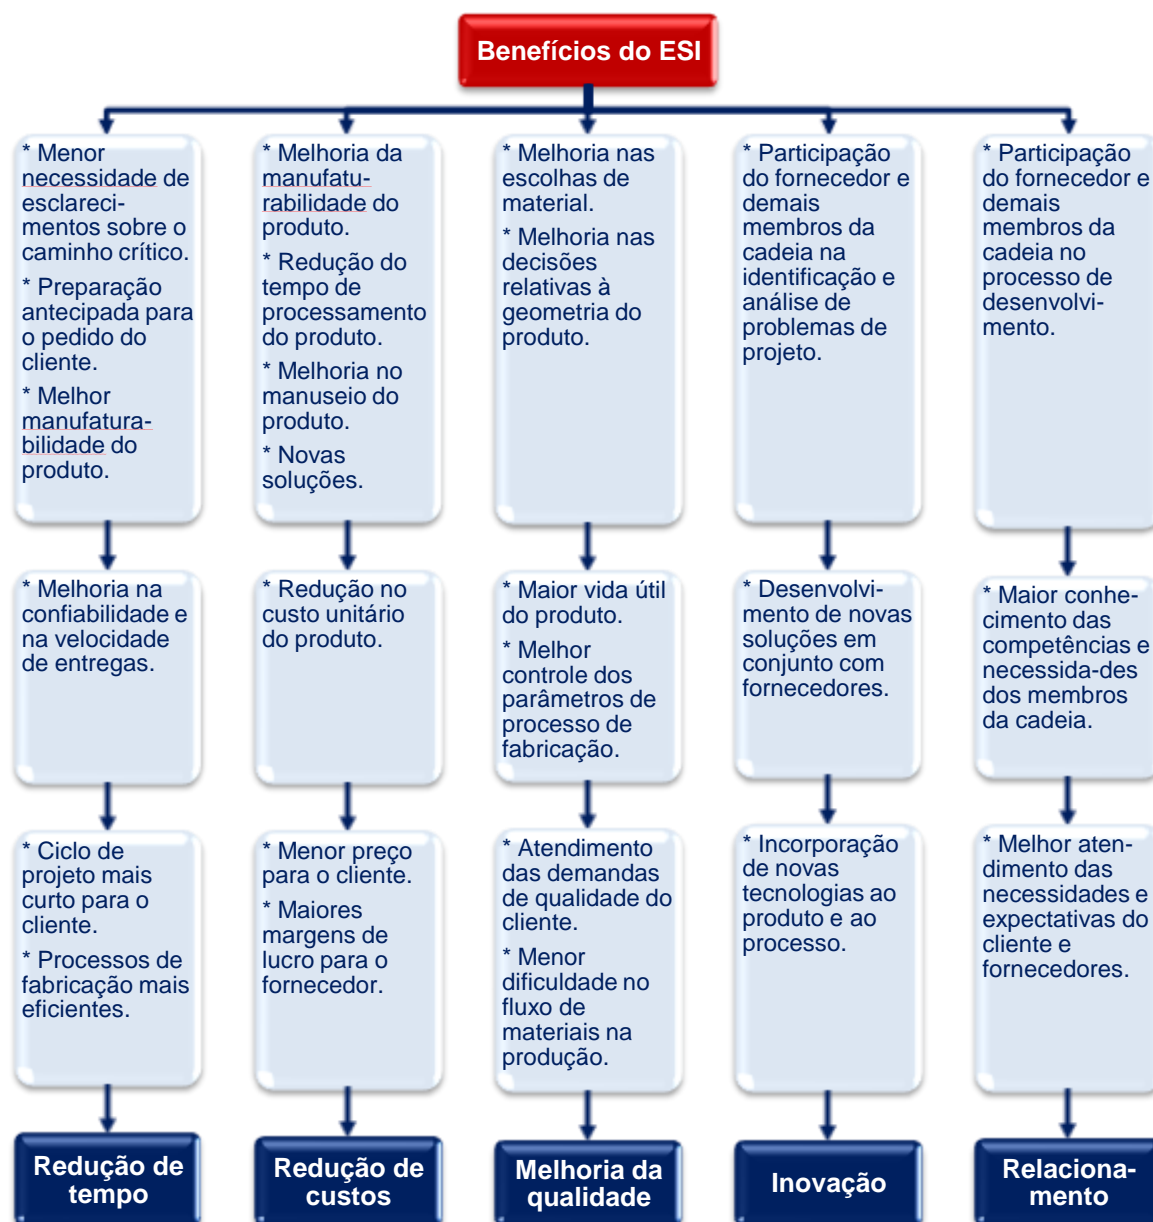 Benefícios do ESI
* Menor
necessidade de
esclareci-
mentos sobre o
caminho crítico.
* Preparação
antecipada para
o pedido do
cliente.
* Melhor
manufatura-
bilidade do
produto.
* Melhoria da
manufatu-
rabilidade do
produto.
* Redução do
tempo de
processamento
do produto.
* Melhoria no
manuseio do
produto.
* Novas
soluções.
* Melhoria nas
escolhas de
material.
* Melhoria nas
decisões
relativas à
geometria do
produto.
* Participação
do fornecedor e
demais
membros da
cadeia na
identificação e
análise de
problemas de
projeto.
* Participação
do fornecedor e
demais
membros da
cadeia no
processo de
desenvolvi-
mento.
* Melhoria na
confiabilidade e
na velocidade
de entregas.
* Redução no
custo unitário
do produto.
* Maior vida útil
do produto.
* Melhor
controle dos
parâmetros de
processo de
fabricação.
* Desenvolvi-
mento de novas
soluções em
conjunto com
fornecedores.
* Maior conhe-
cimento das
competências e
necessida-des
dos membros
da cadeia.
* Ciclo de
projeto mais
curto para o
cliente.
* Processos de
fabricação mais
eficientes.
* Menor preço
para o cliente.
* Maiores
margens de
lucro para o
fornecedor.
* Atendimento
das demandas
de qualidade do
cliente.
* Menor
dificuldade no
fluxo de
materiais na
produção.
* Incorporação
de novas
tecnologias ao
produto e ao
processo.
* Melhor aten-
dimento das
necessidades e
expectativas do
cliente e
fornecedores.
Redução de
tempo
Redução de
custos
Melhoria da
qualidade
Inovação
Relaciona-
mento